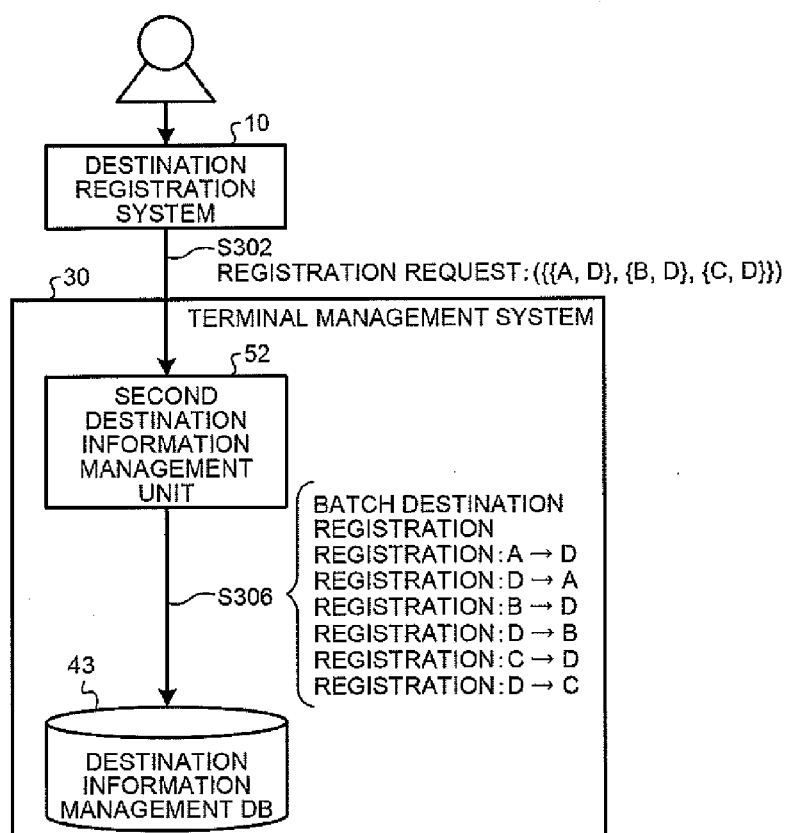 10
DESTINATION
REGISTRATION
SYSTEM
S302
REGISTRATION REQUEST:({{A, D}, {B, D}, {C, D}})
30
TERMINAL MANAGEMENT SYSTEM
52
SECOND
DESTINATION
INFORMATION
MANAGEMENT
UNIT
BATCH DESTINATION
REGISTRATION
REGISTRATION:A → D
REGISTRATION:D → A
REGISTRATION:B → D
REGISTRATION:D → B
REGISTRATION:C → D
REGISTRATION:D → C
S306
43
DESTINATION
INFORMATION
MANAGEMENT DB